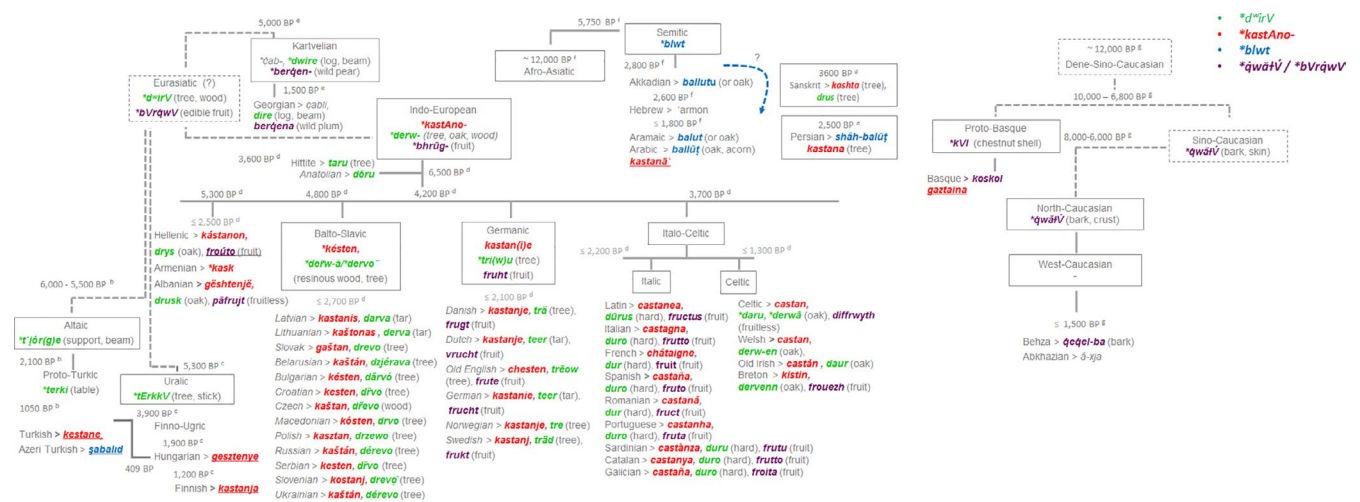 • *dʷirV
• *kastAno-
• *blwt
• *q̇wäłV́ / *bVrqẇV
5,000 BP e
Kartvelian
*c̀ab-, *dwire (log, beam)
*berq̇en- (wild pear)
1,500 BP e
Georgian > cabli,
dire (log, beam)
berq̇ena (wild plum)
Eurasiatic (?)
*dʷirV (tree, wood)
*bVrq̇wV
(edible fruit)
5,750 BP f
~ 12,000 BP f
Afro-Asiatic
Semitic
*blwt
2,800 BP f
?
Akkadian > ballutu (or oak)
2,600 BP f
Hebrew > ʿarmon
≤ 1,800 BP f
Aramaic > balut (or oak)
Arabic > ballūṭ (oak, acorn)
kastanāʾ
3600 BP d
Sanskrit > kashta (tree),
drus (tree)
2,500 BP e
Persian > shāh-balūṭ,
kastana (tree)
~ 12,000 BP g
Dene-Sino-Caucasian
10,000 – 6,800 BP g
Proto-Basque
*KVl (chestnut shell)
Basque > koskol
gaztaina
8,000-6,000 BP g
Sino-Caucasian
*q̇wäłV́ (bark, skin)
North-Caucasian
*q̇wäłV́ (bark, crust)
West-Caucasian
-
≤ 1,500 BP g
Behza > q̇eq̇el-ba (bark)
Abkhazian > á-xja
Indo-European
*kastAno-
*derw- (tree, oak, wood)
*bhrūg- (fruit)
3,600 BP d
Hittite > taru (tree)
Anatolian > dōru
6,500 BP d
4,200 BP
5,300 BP d
4,800 BP d
3,700 BP d
≤ 2,500 BP d
Hellenic > kástanon,
drys (oak), froúto (fruit)
Armenian > *kask
Albanian > gështenjë,
drusk (oak), päfrujt (fruitless)
Balto-Slavic
*késten,
*derw-ā/*dervo¨
(resinous wood, tree)
≤ 2,700 BP d
Latvian > kastanis, darva (tar)
Lithuanian > kaštonas, derva (tar)
Slovak > gaštan, drevo (tree)
Belarusian > kaštán, dzjérava (tree)
Bulgarian > késten, dǎrvó (tree)
Croatian > kesten, dr̀vo (tree)
Czech > kaštan, dřevo (wood)
Macedonian > kósten, drvo (tree)
Polish > kasztan, drzewo (tree)
Russian > kaštán, dérevo (tree)
Serbian > kesten, dr̀vo (tree)
Slovenian > kostanj, drevọ̑ (tree)
Ukrainian > kaštán, dérevo (tree)
Germanic
kastan(i)e
*tri(w)u (tree)
fruht (fruit)
≤ 2,100 BP d
Danish > kastanje, trä (tree),
frugt (fruit)
Dutch > kastanje, teer (tar),
vrucht (fruit)
Old English > chesten, trēow
(tree), frute (fruit)
German > kastanie, teer (tar),
frucht (fruit)
Norwegian > kastanje, tre (tree)
Swedish > kastanj, träd (tree),
frukt (fruit)
Italo-Celtic
≤ 2,200 BP d
≤ 1,300 BP d
Italic
Latin > castanea,
dūrus (hard), fructus (fruit)
Italian > castagna,
duro (hard), frutto (fruit)
French > châtaigne,
dur (hard), fruit (fruit)
Spanish > castaña,
duro (hard), fruto (fruit)
Romanian > castană,
dur (hard), fruct (fruit)
Portuguese > castanha,
duro (hard), fruta (fruit)
Sardinian > castànza, duru (hard), frutu (fruit)
Catalan > castanya, duro (hard), frutto (fruit)
Galician > castaña, duro (hard), froita (fruit)
Celtic
Celtic > castan,
*daru, *derwā (oak), diffrwyth
(fruitless)
Welsh > castan,
derw-en (oak),
Old Irish > castán , daur (oak)
Breton > kistin,
dervenn (oak), frouezh (fruit)
6,000 - 5,500 BP b
Altaic
*t`i̯ór(g)e (support, beam)
2,100 BP b
Proto-Turkic
*terki (table)
1050 BP b
Turkish > kestane,
Azeri Turkish > şabalıd
5,300 BP c
Uralic
*tErkkV (tree, stick)
3,900 BP c
Finno-Ugric
1,900 BP c
Hungarian > gesztenye
409 BP
1,200 BP c
Finnish > kastanja